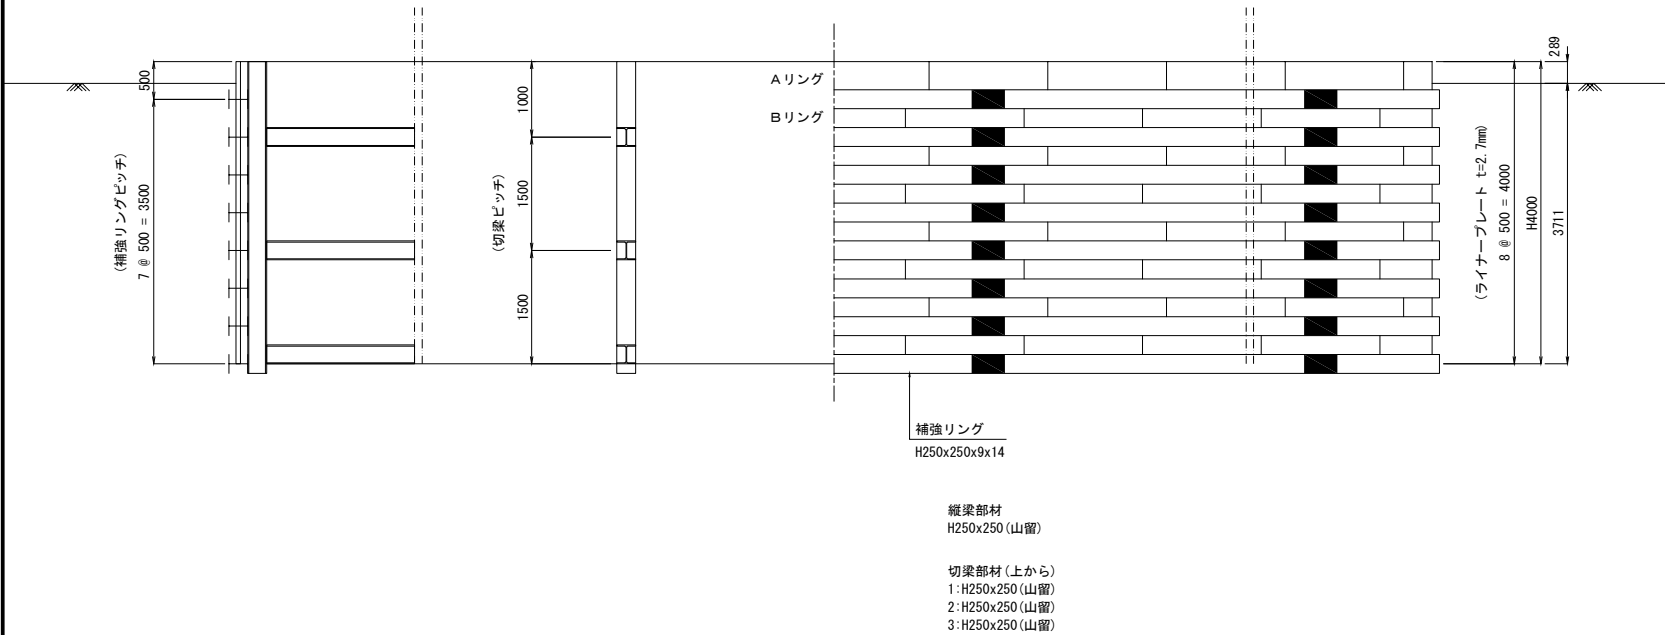 500
(補強リングピッチ)
7 @ 500 = 3500
1000
(切梁ピッチ)
1500
1500
Aリング
Bリング
289
(ライナープレート t=2.7mm)
8 @ 500 = 4000
H4000
3711
補強リング
H250x250x9x14
縦梁部材
H250x250(山留)
切梁部材(上から)
1:H250x250(山留)
2:H250x250(山留)
3:H250x250(山留)